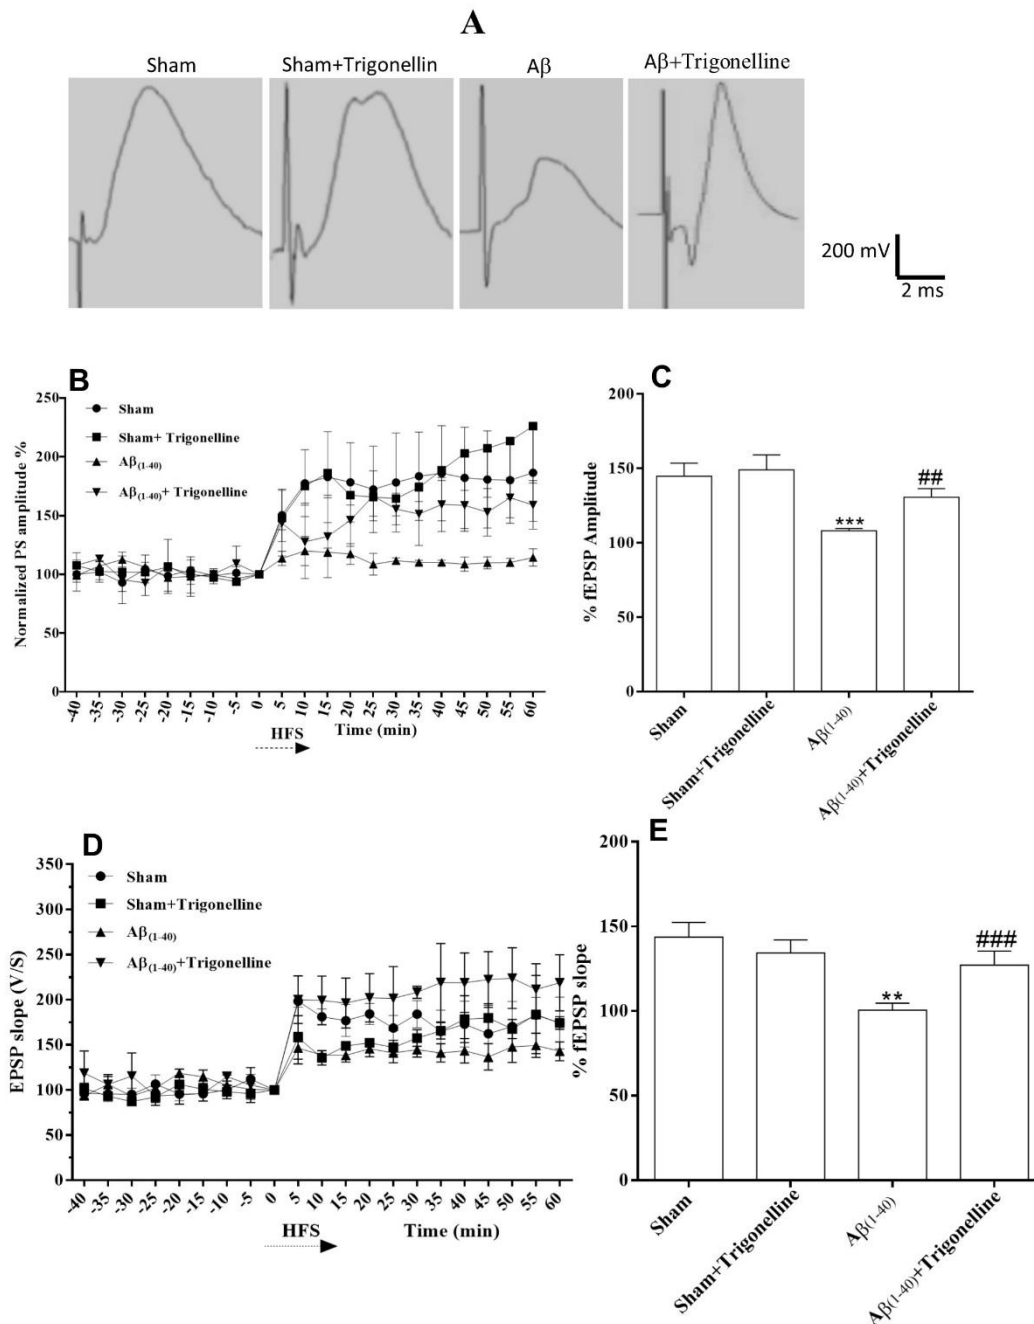 A
Sham
Sham+Trigonellin
Aβ
Aβ+Trigonelline
200 mV
2 ms
B
Normalized PS amplitude %
250
200
150
100
50
0
Sham
Sham+ Trigonelline
Aβ(1-40)
Aβ(1-40)+ Trigonelline
-40 -35 -30 -25 -20 -15 -10 -5 0 5 10 15 20 25 30 35 40 45 50 55 60
HFS
Time (min)
C
% fEPSP Amplitude
200
150
100
50
0
***
##
Sham
Sham+Trigonelline
Aβ(1-40)
Aβ(1-40)+Trigonelline
D
EPSP slope (V/S)
350
300
250
200
150
100
50
0
Sham
Sham+Trigonelline
Aβ(1-40)
Aβ(1-40)+Trigonelline
-40 -35 -30 -25 -20 -15 -10 -5 0 5 10 15 20 25 30 35 40 45 50 55 60
HFS
Time (min)
E
% fEPSP slope
200
150
100
50
0
**
###
Sham
Sham+Trigonelline
Aβ(1-40)
Aβ(1-40)+Trigonelline